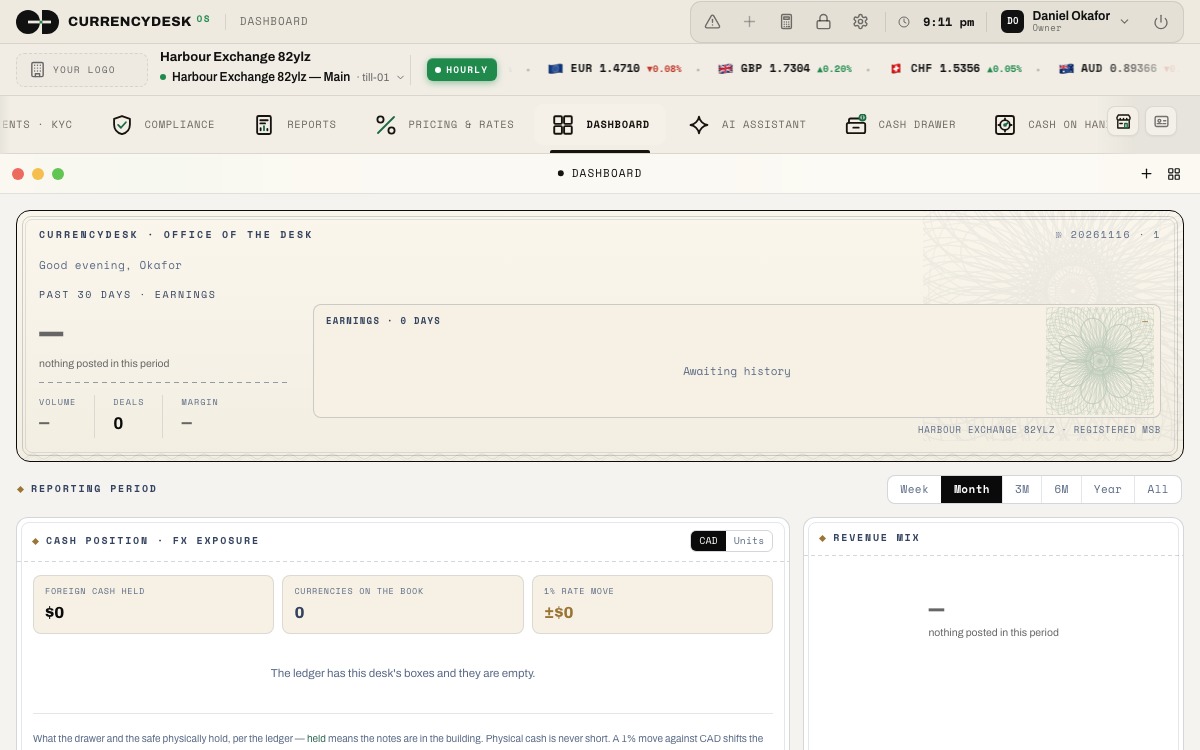 CURRENCYDESK OS
DASHBOARD
DO
Daniel Okafor
Owner
9:11 pm
YOUR LOGO
Harbour Exchange 82ylz
Harbour Exchange 82ylz — Main · till-01
HOURLY
EUR 1.4710 ▼0.08%
GBP 1.7304 ▲0.20%
CHF 1.5356 ▲0.05%
AUD 0.89366
ENTS · KYC
COMPLIANCE
REPORTS
PRICING & RATES
DASHBOARD
AI ASSISTANT
CASH DRAWER
CASH ON HAN
DASHBOARD
CURRENCYDESK · OFFICE OF THE DESK
№ 20261116 · 1
Good evening, Okafor
PAST 30 DAYS · EARNINGS
—
nothing posted in this period
VOLUME
DEALS
MARGIN
—
0
—
EARNINGS · 0 DAYS
—
Awaiting history
HARBOUR EXCHANGE 82YLZ · REGISTERED MSB
REPORTING PERIOD
Week
Month
3M
6M
Year
All
CASH POSITION · FX EXPOSURE
CAD
Units
FOREIGN CASH HELD
$0
CURRENCIES ON THE BOOK
0
1% RATE MOVE
±$0
The ledger has this desk's boxes and they are empty.
What the drawer and the safe physically hold, per the ledger — held means the notes are in the building. Physical cash is never short. A 1% move against CAD shifts the
REVENUE MIX
—
nothing posted in this period